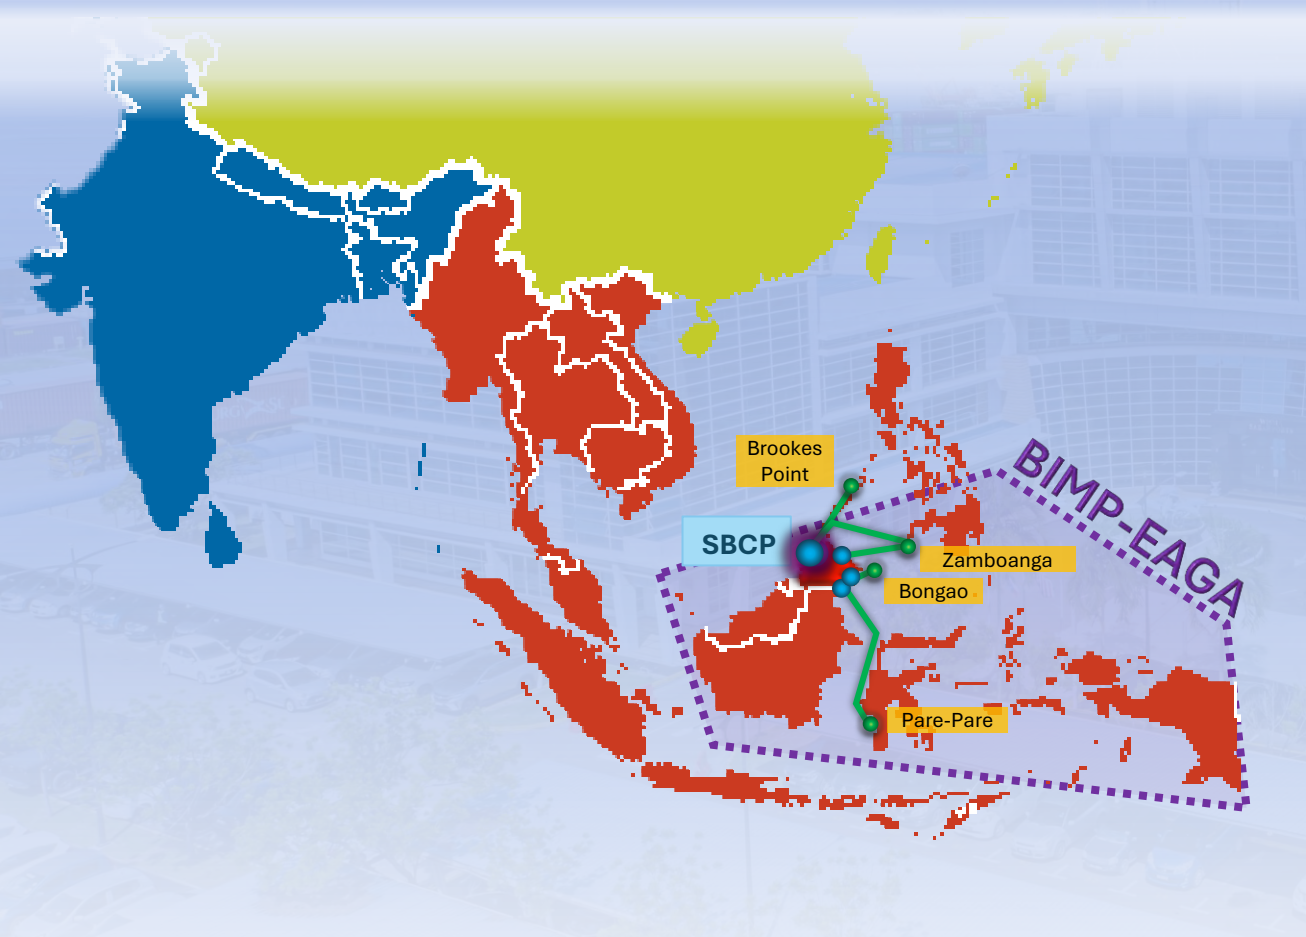 Brookes
Point
BIMP-EAGA
SBCP
Zamboanga
Bongao
Pare-Pare